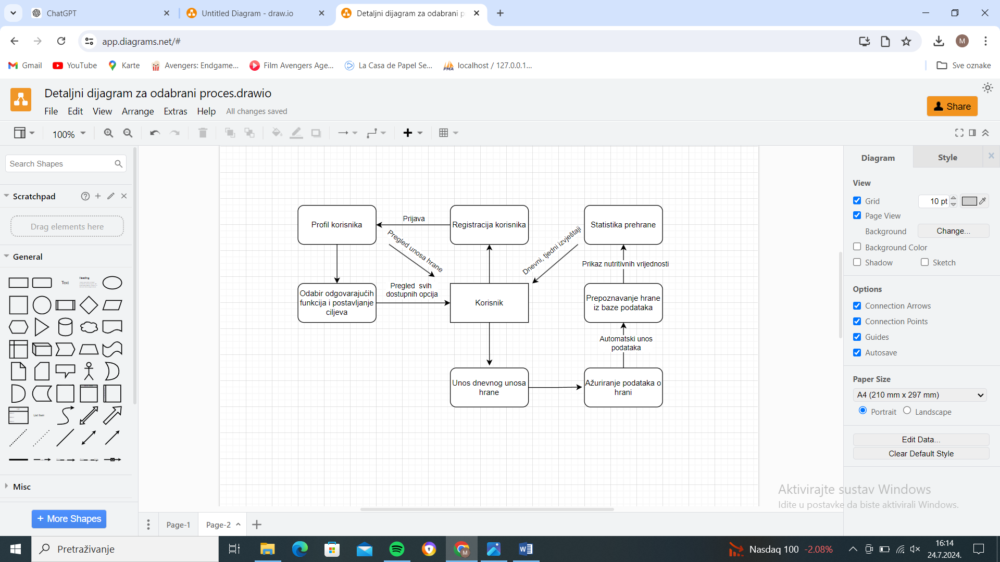 ChatGPT
Untitled Diagram - draw.io
Detaljni dijagram za odabrani p
app.diagrams.net/#
M
Gmail
YouTube
Karte
Avengers: Endgame...
Film Avengers Age...
La Casa de Papel Se...
PMA
localhost / 127.0.0.1...
Sve oznake
Detaljni dijagram za odabrani proces.drawio
File Edit View Arrange Extras Help All changes saved
Share
100%
Search Shapes
Scratchpad
Drag elements here
General
Text
Heading
List Item
Misc
+ More Shapes
Profil korisnika
Prijava
Registracija korisnika
Statistika prehrane
Pregled unosa hrane
Dnevni, tjedni izvještaji
Prikaz nutritivnih vrijednosti
Odabir odgovarajućih
funkcija i postavljanje
ciljeva
Pregled svih
dostupnih opcija
Korisnik
Prepoznavanje hrane
iz baze podataka
Automatski unos
podataka
Unos dnevnog unosa
hrane
Ažuriranje podataka o
hrani
Page-1
Page-2
Diagram
Style
View
Grid
10 pt
Page View
Background
Change...
Background Color
Shadow
Sketch
Options
Connection Arrows
Connection Points
Guides
Autosave
Paper Size
A4 (210 mm x 297 mm)
Portrait
Landscape
Edit Data...
Clear Default Style
Aktivirajte sustav Windows
Idite u postavke da biste aktivirali Windows.
Pretraživanje
M
Nasdaq 100 -2.08%
16:14
24.7.2024.